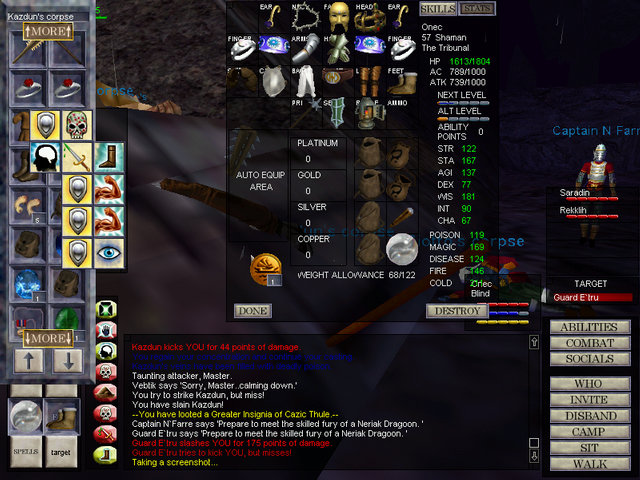 Kazdun's corpse
MORE
MORE
SPELLS
target
5
1
1
EAR
NECK
FACE
HEAD
EAR
FINGER
ARMS
HAND
FINGER
FEET
PRI
AMMO
PLATINUM
0
GOLD
0
SILVER
0
COPPER
0
AUTO EQUIP
AREA
1
WEIGHT ALLOWANCE 68/122
DONE
DESTROY
SKILLS
STATS
Onec
57 Shaman
The Tribunal
HP 1613/1804
AC 789/1000
ATK 739/1000
NEXT LEVEL
ALT LEVEL
ABILITY
POINTS 0
STR 122
STA 167
AGI 137
DEX 77
WIS 181
INT 90
CHA 67
POISON 119
MAGIC 169
DISEASE 124
FIRE 146
COLD
Onec
Blind
Captain N Farre
Saradin
Rekklih
TARGET
Guard E`tru
ABILITIES
COMBAT
SOCIALS
WHO
INVITE
DISBAND
CAMP
SIT
WALK
Kazdun kicks YOU for 44 points of damage.
Taunting attacker, Master.
Vebtik says 'Sorry, Master..calming down.'
You try to strike Kazdun, but miss!
You have slain Kazdun!
--You have looted a Greater Insignia of Cazic Thule.--
Captain N`Farre says 'Prepare to meet the skilled fury of a Neriak Dragoon. '
Guard E`tru says 'Prepare to meet the skilled fury of a Neriak Dragoon. '
Guard E`tru slashes YOU for 175 points of damage.
Guard E`tru tries to kick YOU, but misses!
Taking a screenshot...